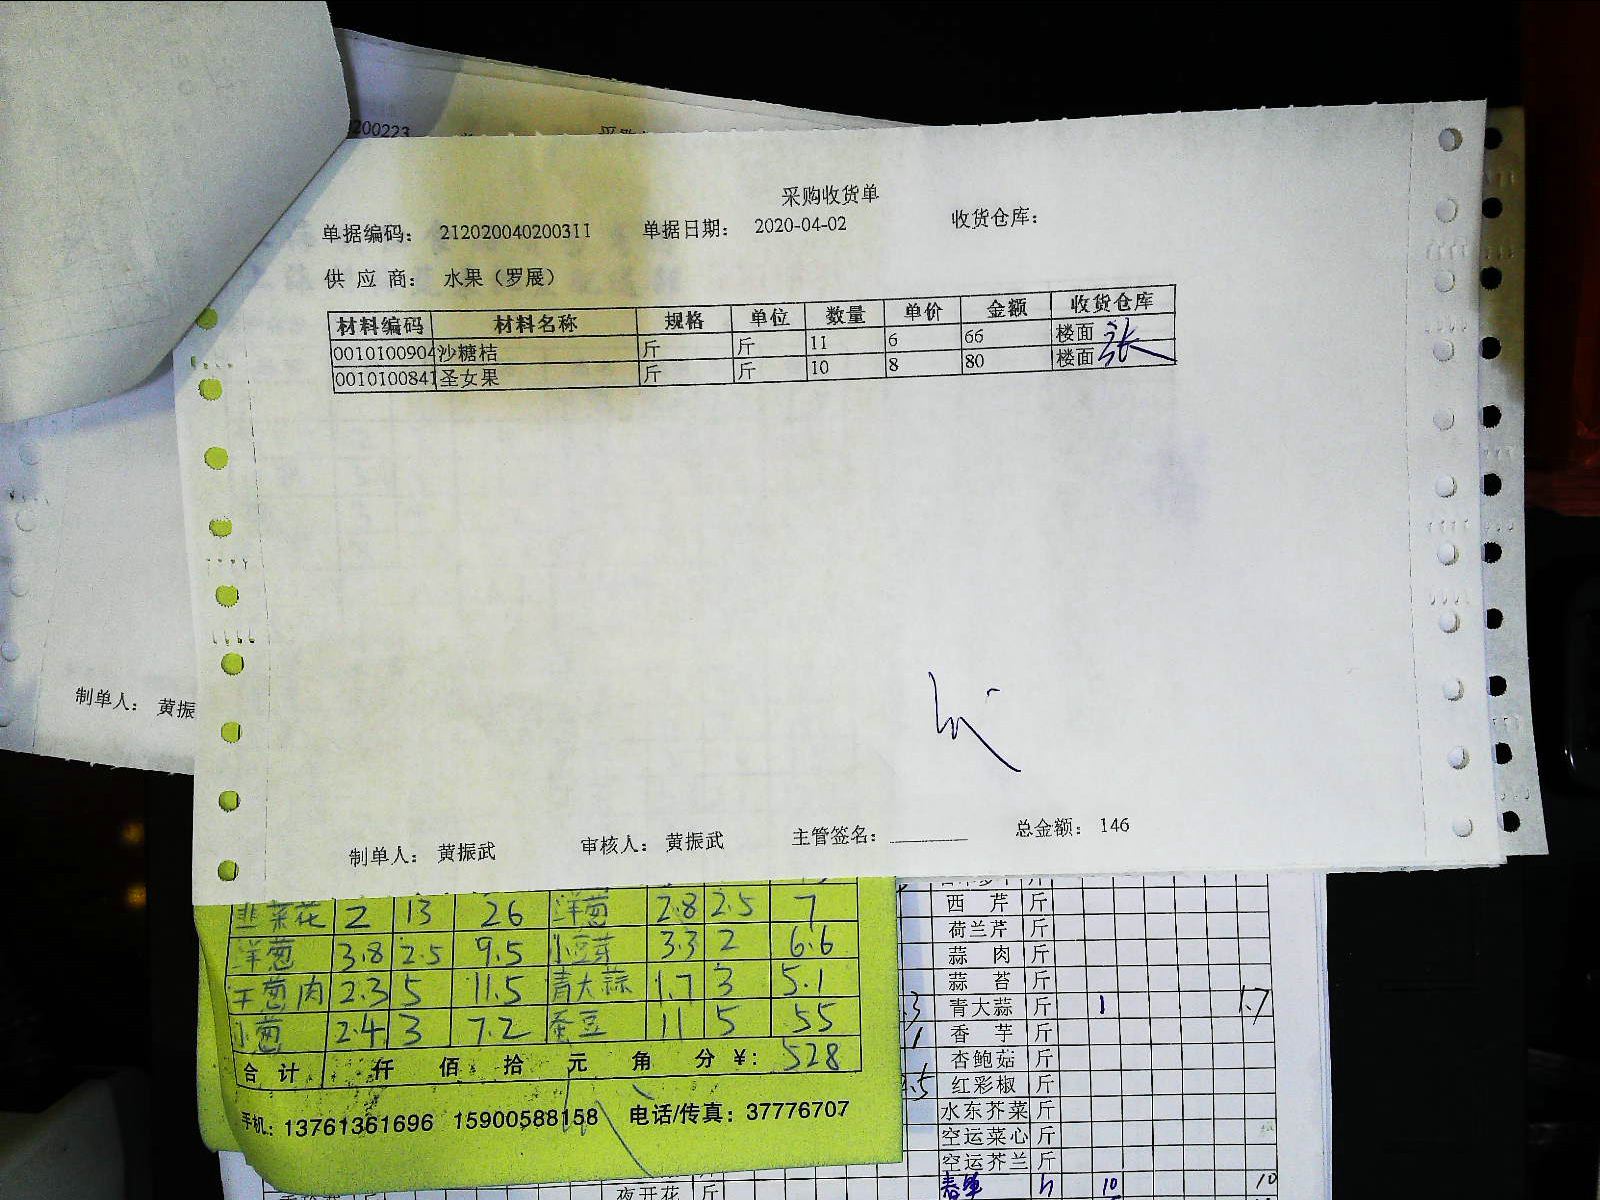 200223
采购收货单
单据编码： 212020040200311 单据日期： 2020-04-02 收货仓库：
供 应 商： 水果（罗展）
材料编码 材料名称 规格 单位 数量 单价 金额 收货仓库
0010100904 沙糖桔 斤 斤 11 6 66 楼面 张
0010100841 圣女果 斤 斤 10 8 80 楼面
制单人： 黄振武 审核人： 黄振武 主管签名： 总金额： 146
制单人： 黄振
韭菜花 2 13 26 洋葱 2.8 2.5 7
洋葱 3.8 2.5 9.5 小豆芽 3.3 2 6.6
干葱肉 2.3 5 11.5 青大蒜 1.7 3 5.1
小葱 2.4 3 7.2 蚕豆 11 5 55
合 计 仟 佰 拾 元 角 分 ¥: 528
手机: 13761361696 15900588158 电话/传真: 37776707
西 芹 斤
荷兰芹 斤
蒜 肉 斤
蒜 苔 斤
青大蒜 斤 1 1.7
香 芋 斤
杏鲍菇 斤
红彩椒 斤
水东芥菜 斤
空运菜心 斤
空运芥兰 斤
10 10
夜开花 斤